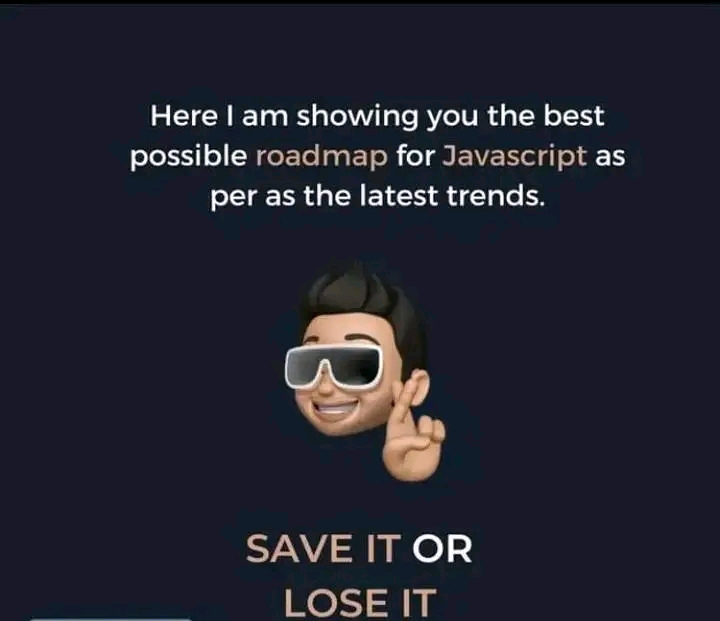 Here I am showing you the best
possible roadmap for Javascript as
per as the latest trends.
SAVE IT OR
LOSE IT